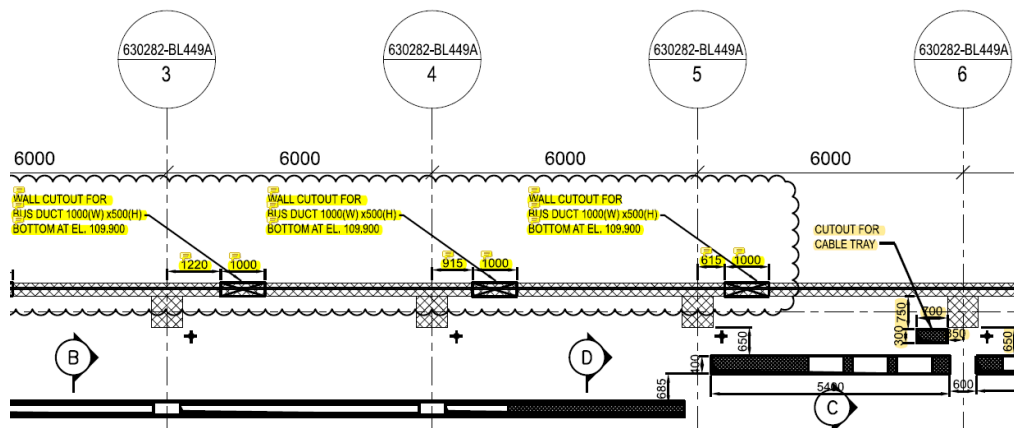 630282-BL449A
3
630282-BL449A
4
630282-BL449A
5
630282-BL449A
6
6000
6000
6000
6000
WALL CUTOUT FOR
BUS DUCT 1000(W) x500(H)
BOTTOM AT EL. 109.900
WALL CUTOUT FOR
BUS DUCT 1000(W) x500(H)
BOTTOM AT EL. 109.900
WALL CUTOUT FOR
BUS DUCT 1000(W) x500(H)
BOTTOM AT EL. 109.900
CUTOUT FOR
CABLE TRAY
1220
1000
915
1000
615
1000
750
700
300
650
650
B
D
400
685
5400
600
C